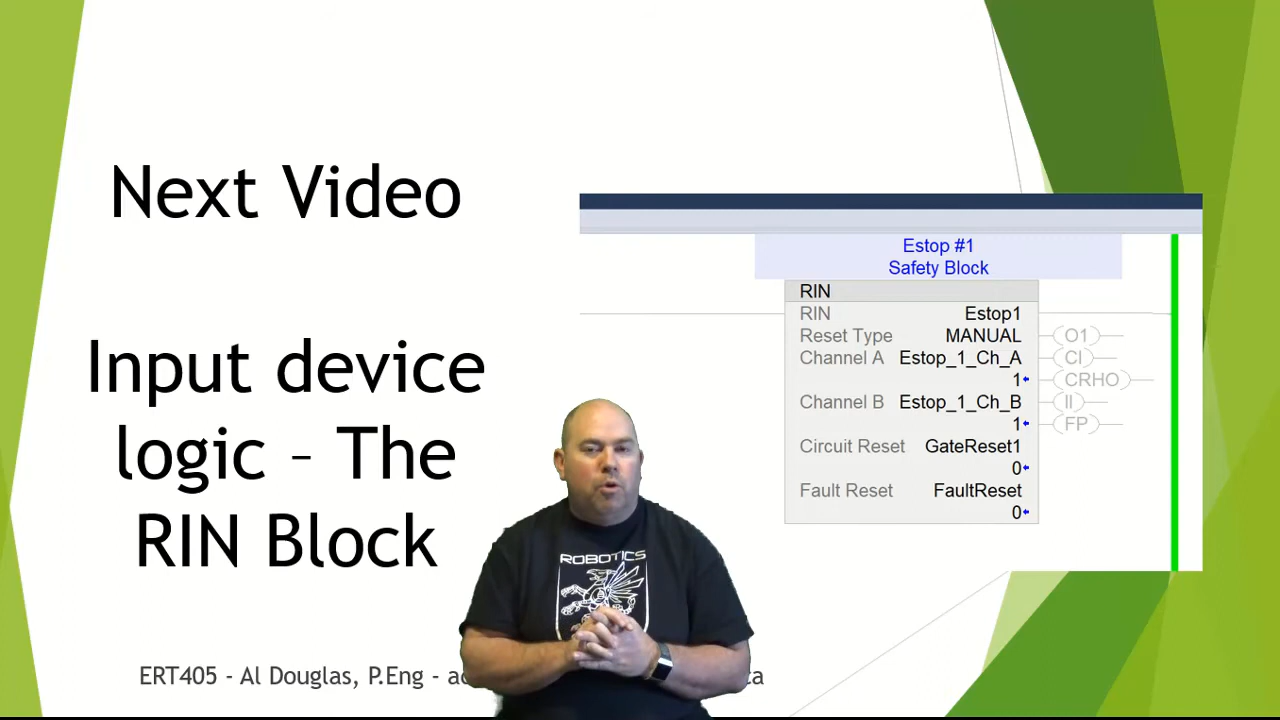 Next Video
Input device
logic – The
RIN Block
Estop #1
Safety Block
RIN
RIN Estop1
Reset Type MANUAL
Channel A Estop_1_Ch_A
1
Channel B Estop_1_Ch_B
1
Circuit Reset GateReset1
0
Fault Reset FaultReset
0
O1
CI
CRHO
II
FP
ROBOTICS
ERT405 - Al Douglas, P.Eng -